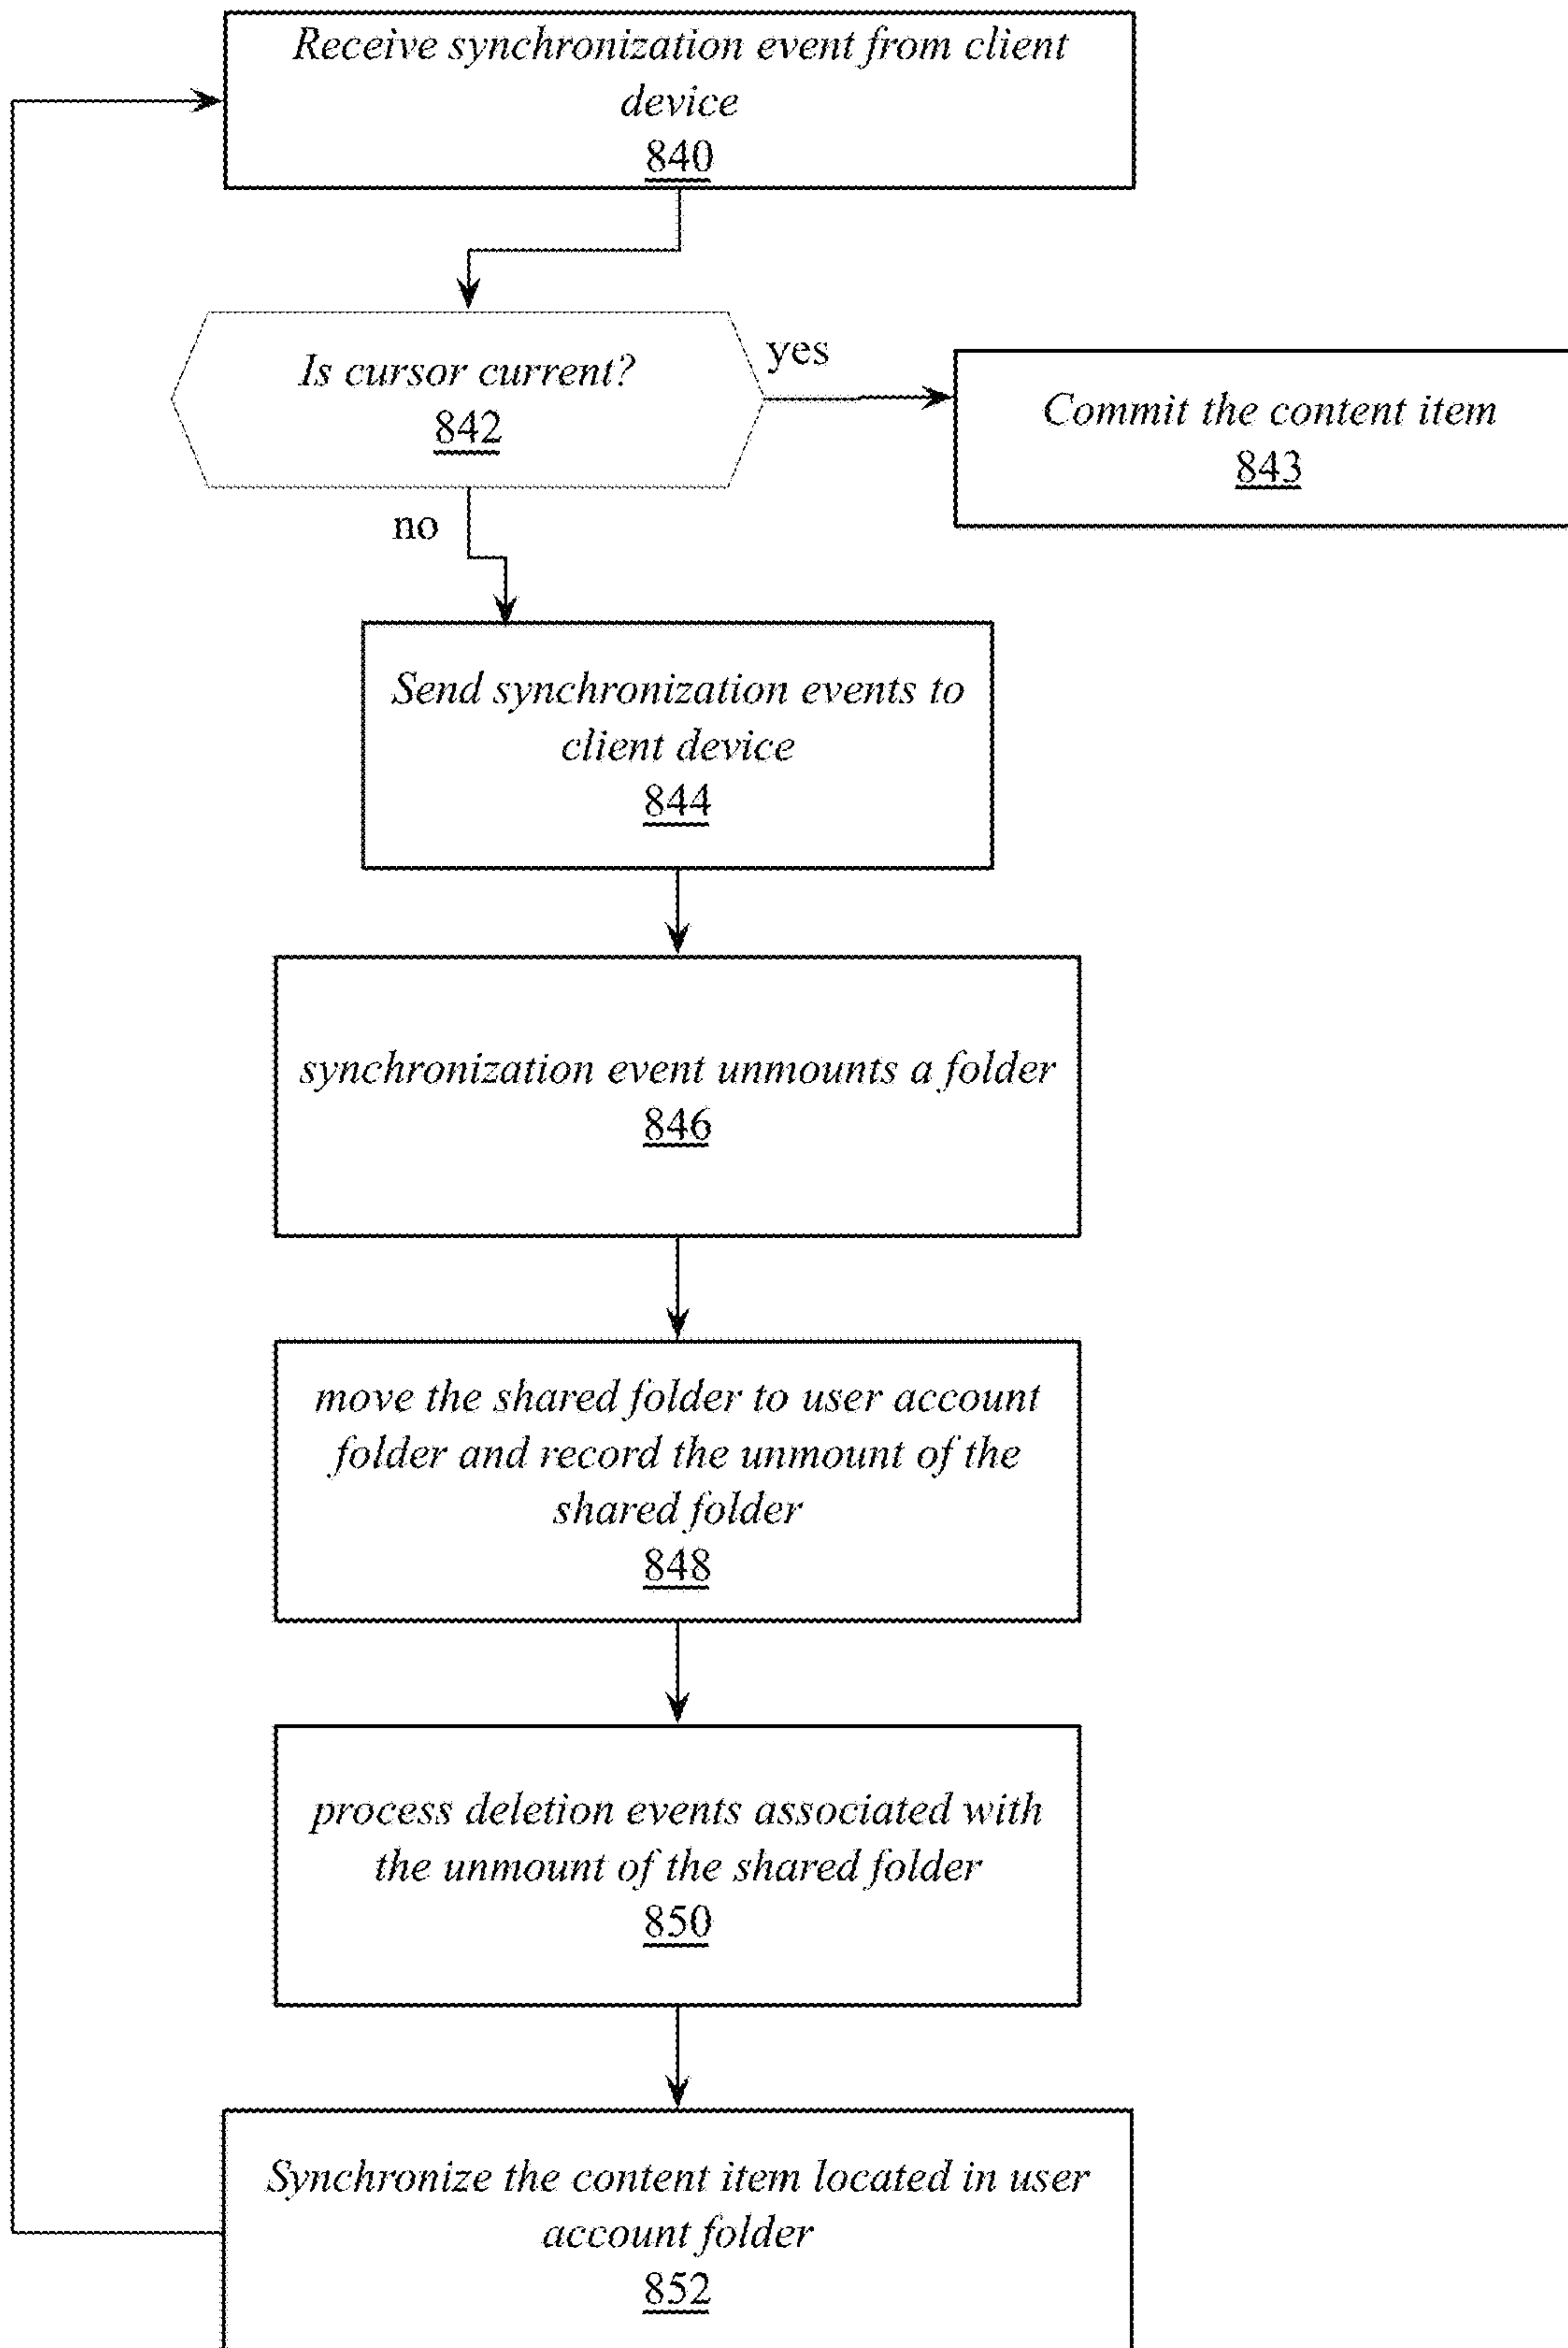 Receive synchronization event from client
device
840
Is cursor current?
842
yes
Commit the content item
843
no
Send synchronization events to
client device
844
synchronization event unmounts a folder
846
move the shared folder to user account
folder and record the unmount of the
shared folder
848
process deletion events associated with
the unmount of the shared folder
850
Synchronize the content item located in user
account folder
852